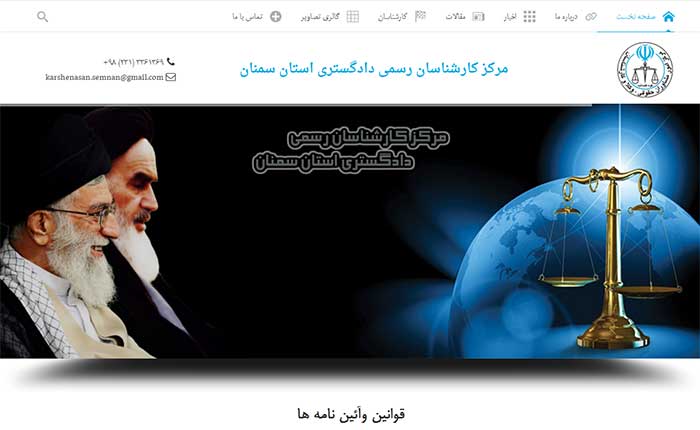 صفحه نخست
درباره ما
اخبار
مقالات
کارشناسان
گالری تصاویر
تماس با ما
مرکز کارشناسان رسمی دادگستری استان سمنان
+۹۸ (۲۳۱) ۳۳۶۱۳۶۹
karshenasan.semnan@gmail.com
مرکز کارشناسان رسمی
دادگستری استان سمنان
قوانین وآئین نامه ها